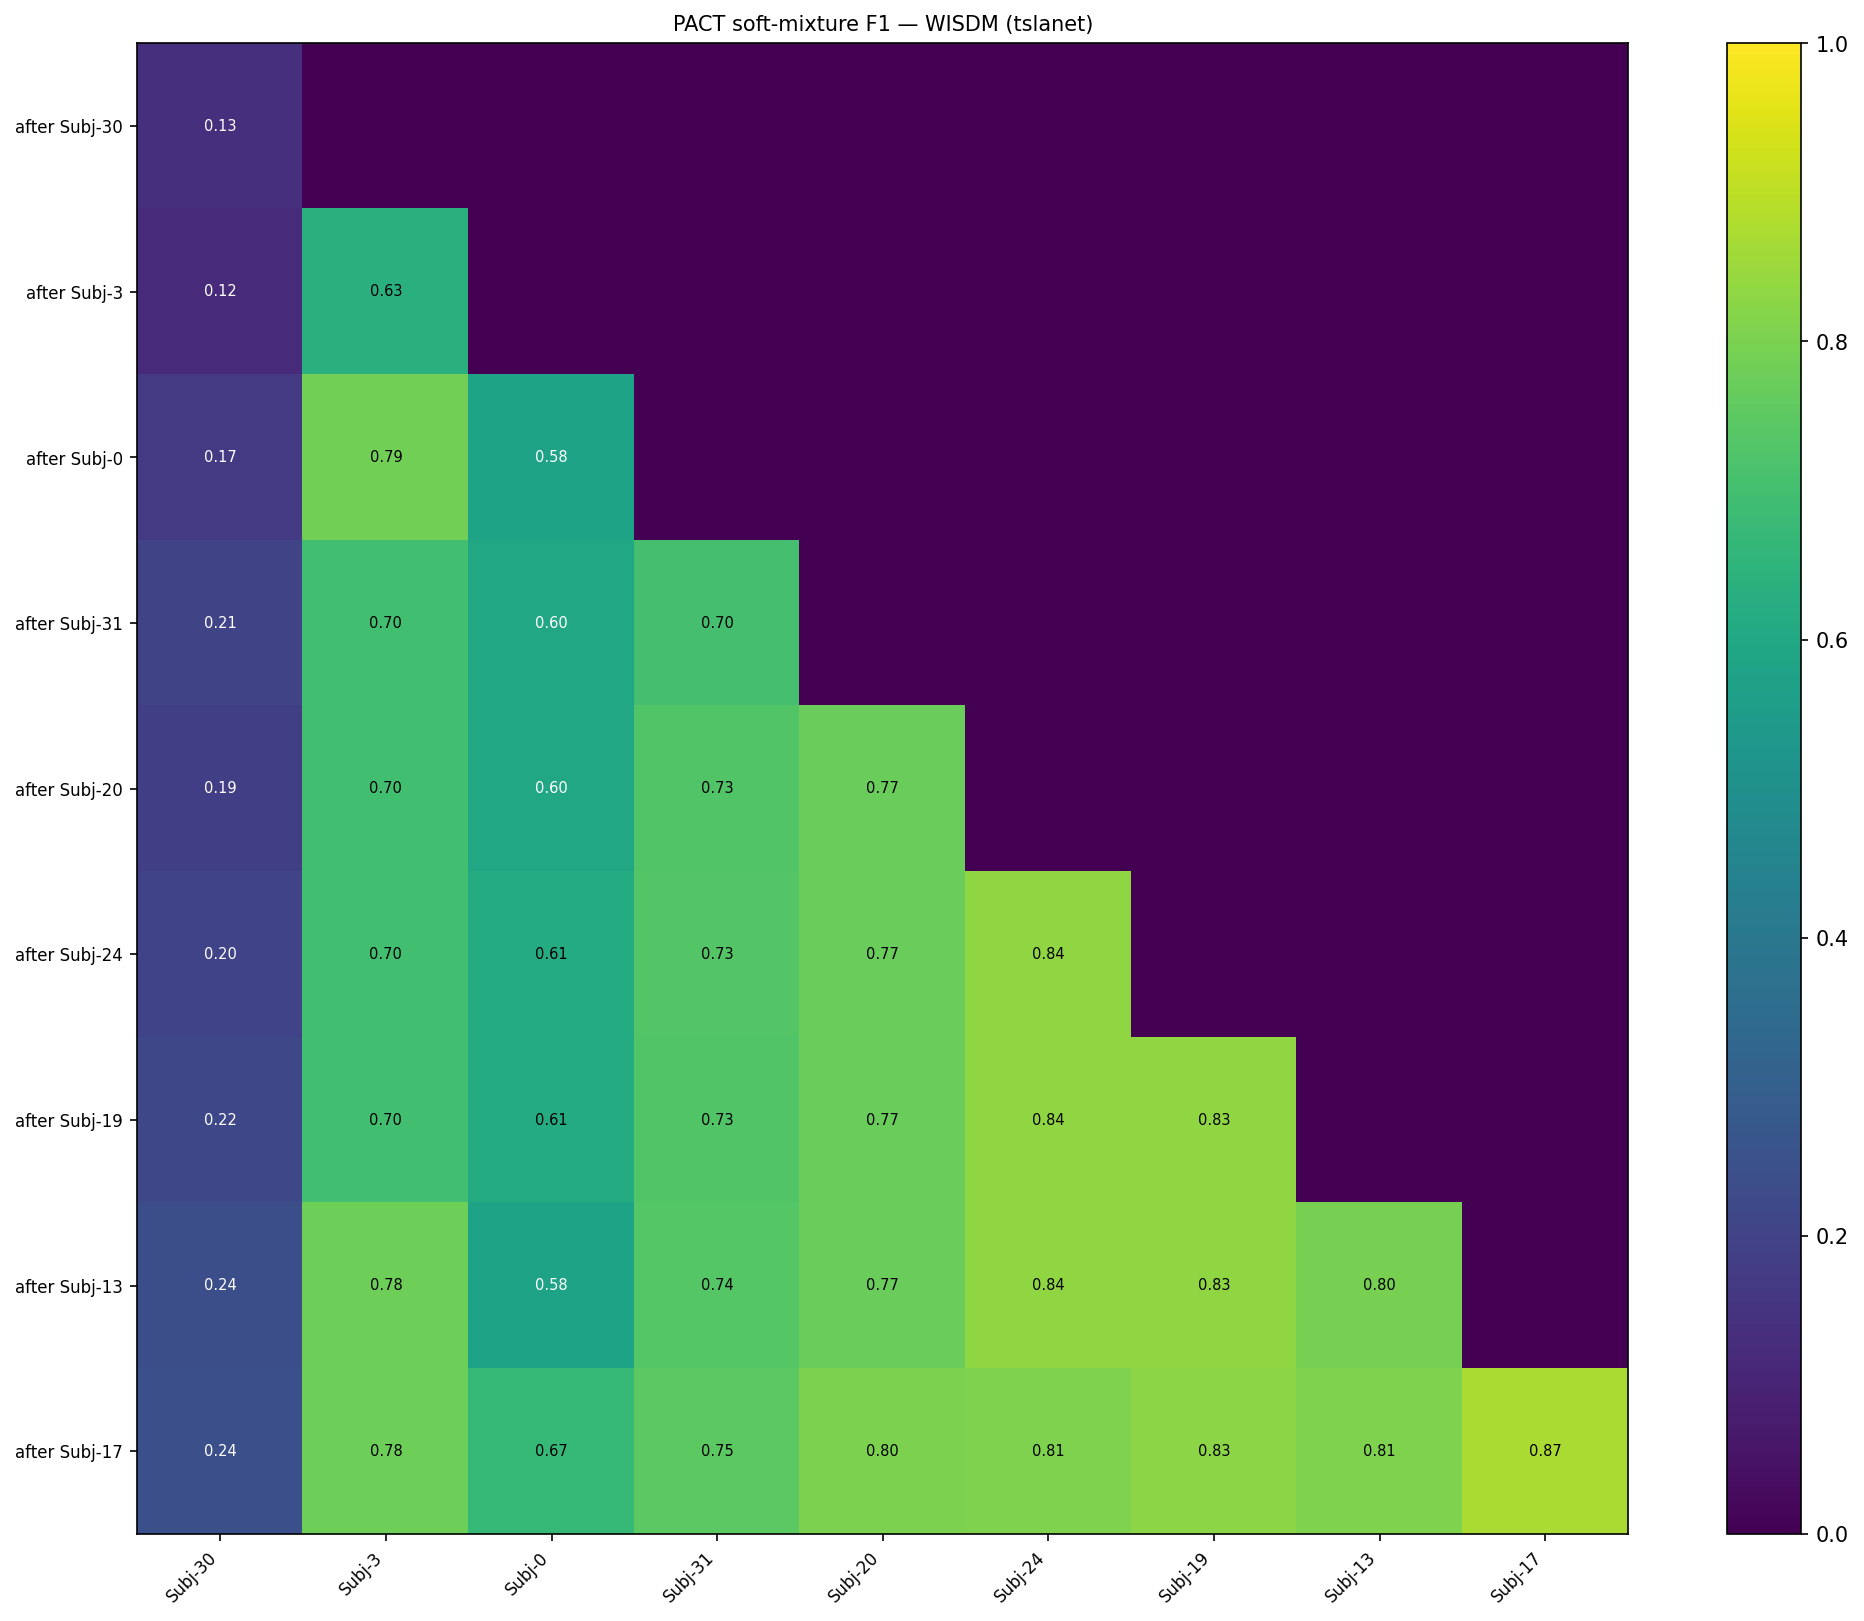 PACT soft-mixture F1 — WISDM (tslanet)
1.0
after Subj-30 0.13
after Subj-3 0.12 0.63
0.8
after Subj-0 0.17 0.79 0.58
after Subj-31 0.21 0.70 0.60 0.70
0.6
after Subj-20 0.19 0.70 0.60 0.73 0.77
0.4
after Subj-24 0.20 0.70 0.61 0.73 0.77 0.84
after Subj-19 0.22 0.70 0.61 0.73 0.77 0.84 0.83
0.2
after Subj-13 0.24 0.78 0.58 0.74 0.77 0.84 0.83 0.80
after Subj-17 0.24 0.78 0.67 0.75 0.80 0.81 0.83 0.81 0.87
0.0
Subj-30 Subj-3 Subj-0 Subj-31 Subj-20 Subj-24 Subj-19 Subj-13 Subj-17